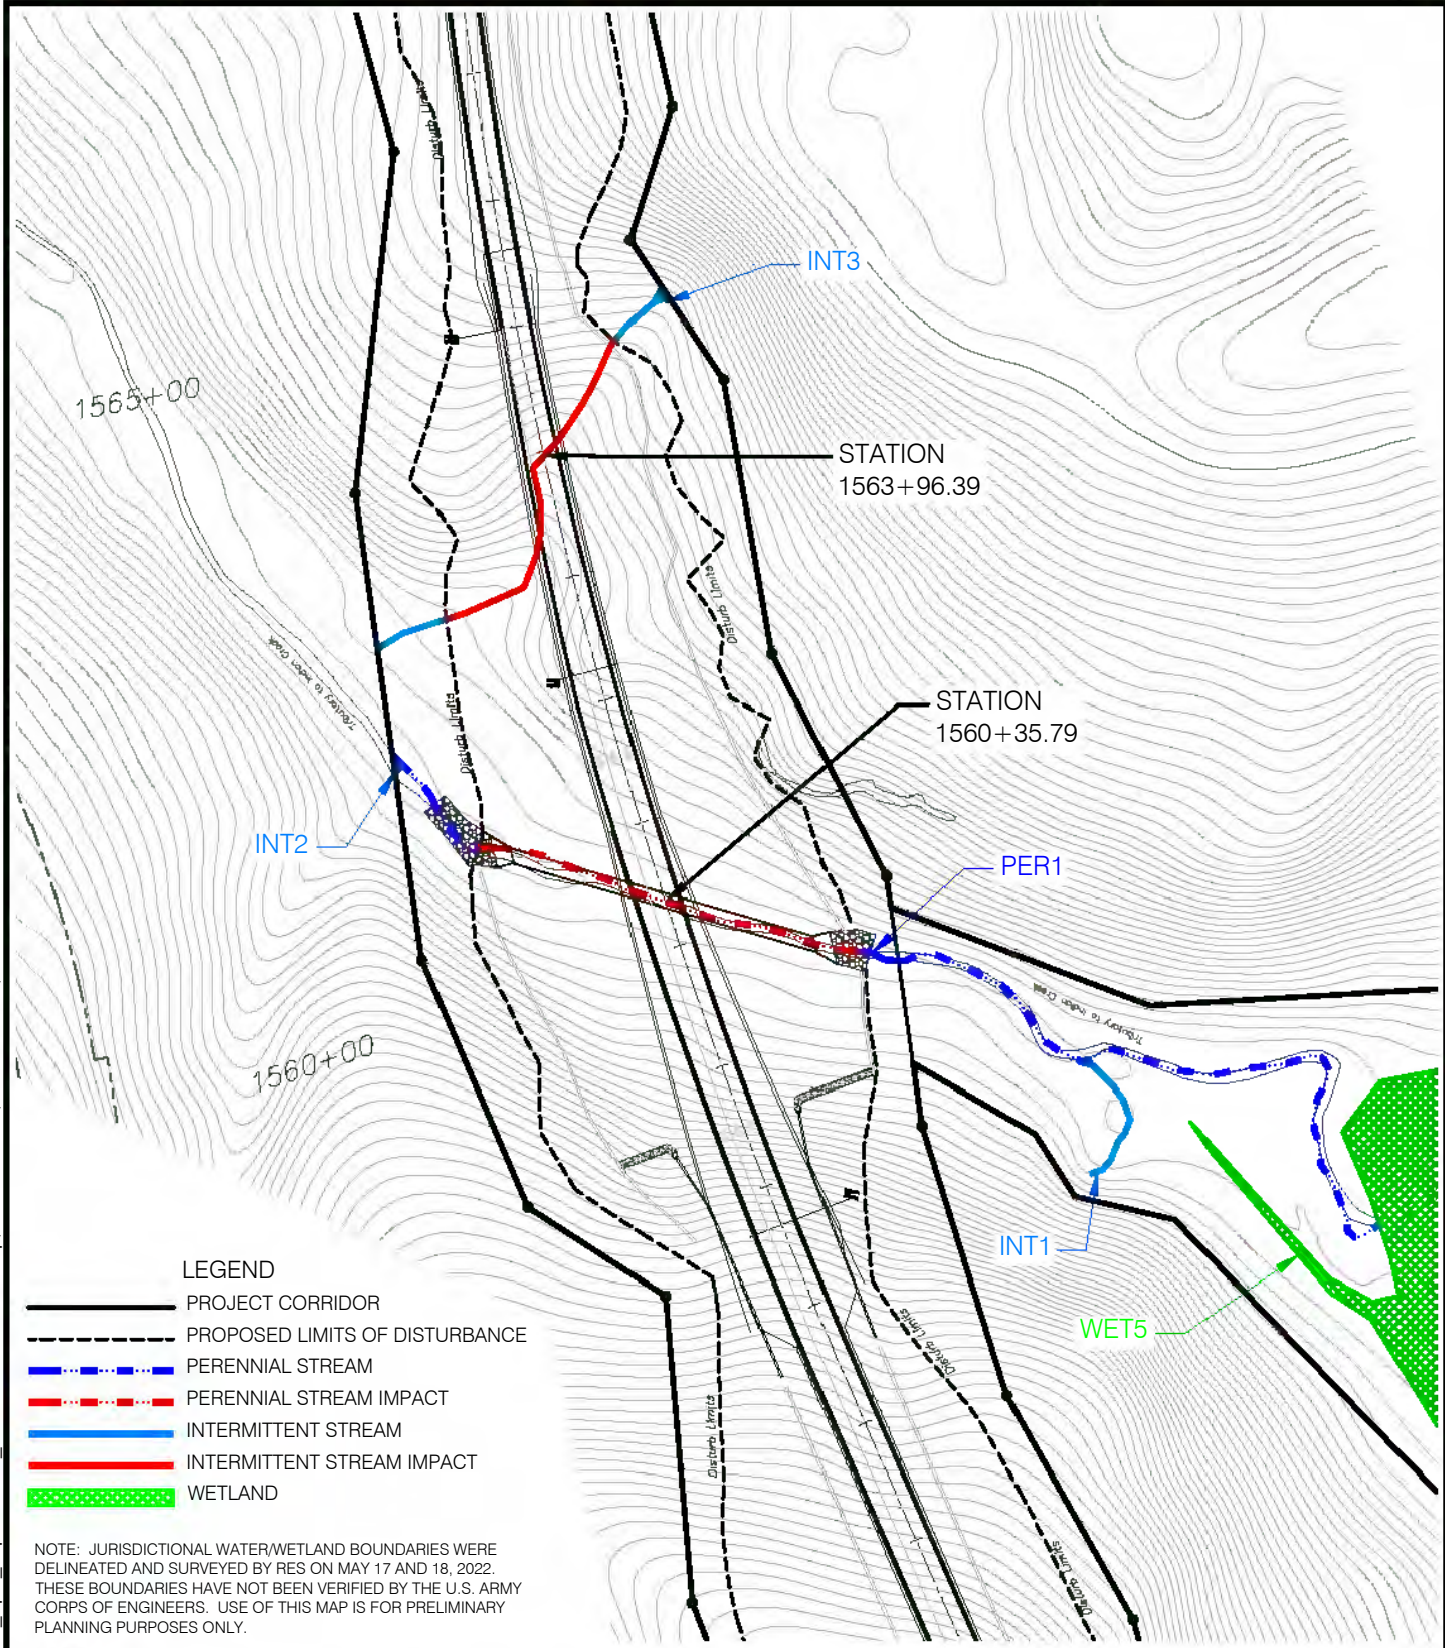 Disturb Limits
INT3
1565+00
STATION
1563+96.39
Disturb Limits
Tributary to Indian Creek
Disturb Limits
STATION
1560+35.79
INT2
PER1
Tributary to Indian Creek
1560+00
INT1
WET5
Disturb Limits
Disturb Limits
Disturb Limits
Disturb Limits
LEGEND
PROJECT CORRIDOR
PROPOSED LIMITS OF DISTURBANCE
PERENNIAL STREAM
PERENNIAL STREAM IMPACT
INTERMITTENT STREAM
INTERMITTENT STREAM IMPACT
WETLAND
NOTE: JURISDICTIONAL WATER/WETLAND BOUNDARIES WERE
DELINEATED AND SURVEYED BY RES ON MAY 17 AND 18, 2022.
THESE BOUNDARIES HAVE NOT BEEN VERIFIED BY THE U.S. ARMY
CORPS OF ENGINEERS. USE OF THIS MAP IS FOR PRELIMINARY
PLANNING PURPOSES ONLY.